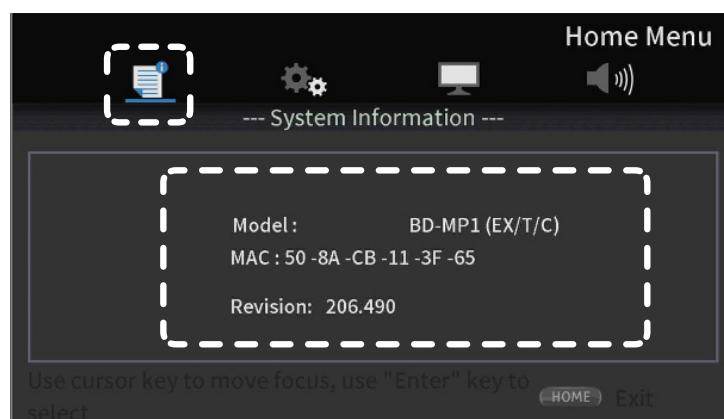 Home Menu
--- System Information ---
Model : BD-MP1 (EX/T/C)
MAC : 50 -8A -CB -11 -3F -65
Revision: 206.490
Use cursor key to move focus, use "Enter" key to
select
HOME Exit